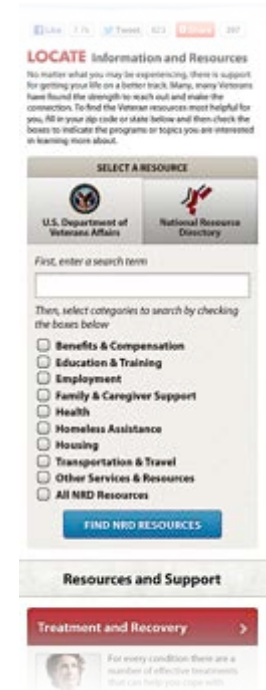 Like 7.7k Tweet 823 Share 397
LOCATE Information and Resources
No matter what you may be experiencing, there is support
for getting your life on a better track. Many, many Veterans
have found the strength to reach out and make the
connection. To find the Veteran resources most helpful for
you, fill in your zip code or state below and then check the
boxes to indicate the programs or topics you are interested
in learning more about.
SELECT A RESOURCE
U.S. Department of
Veterans Affairs
National Resource
Directory
First, enter a search term
Then, select categories to search by checking
the boxes below
Benefits & Compensation
Education & Training
Employment
Family & Caregiver Support
Health
Homeless Assistance
Housing
Transportation & Travel
Other Services & Resources
All NRD Resources
FIND NRD RESOURCES
Resources and Support
Treatment and Recovery
For every condition there are a
number of effective treatments
that can help you cope with